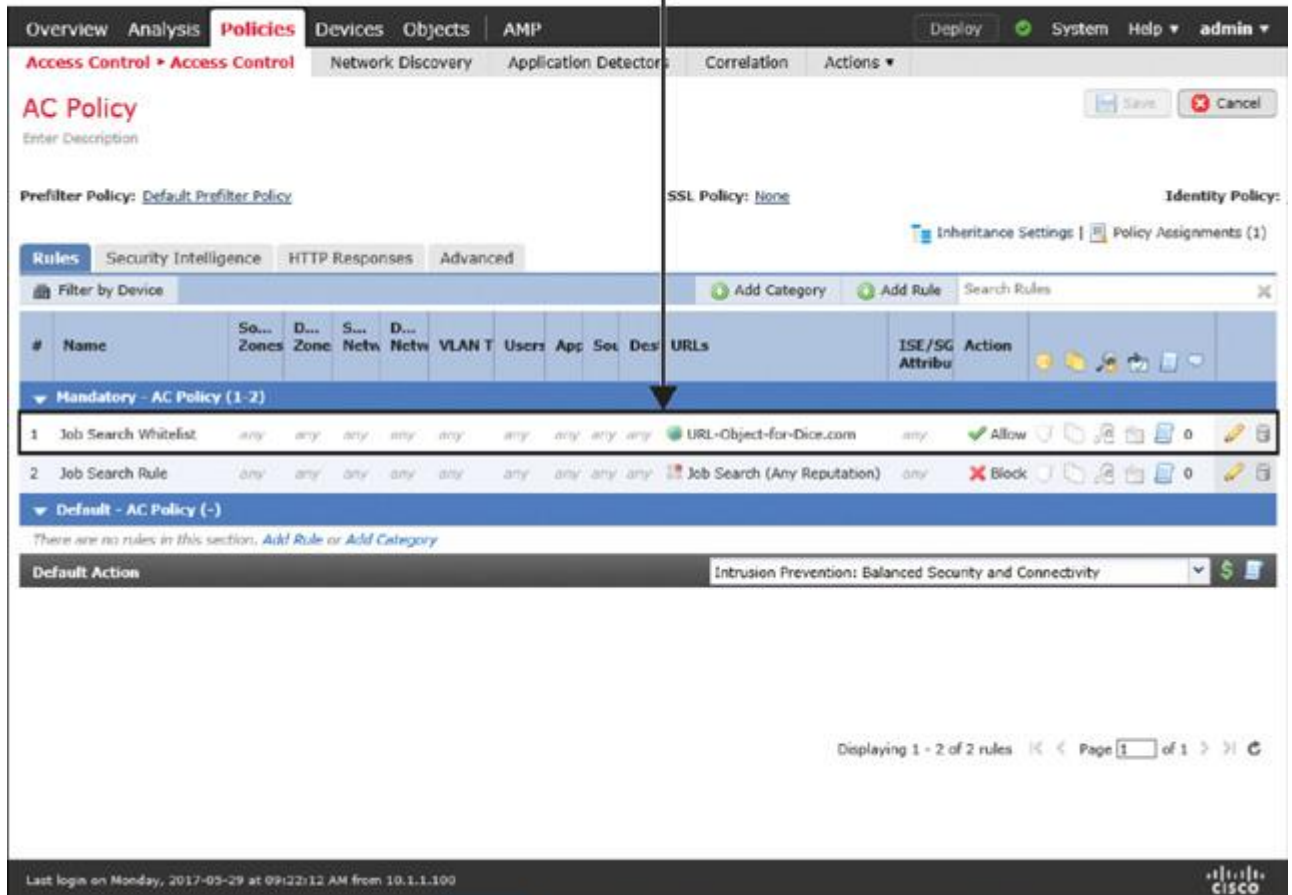 Overview Analysis Policies Devices Objects AMP Deploy System Help admin
Access Control ▸ Access Control Network Discovery Application Detectors Correlation Actions
AC Policy
Save Cancel
Enter Description
Prefilter Policy: Default Prefilter Policy SSL Policy: None Identity Policy:
Inheritance Settings | Policy Assignments (1)
Rules Security Intelligence HTTP Responses Advanced
Filter by Device Add Category Add Rule Search Rules
# Name So... Zones D... Zone S... Netw D... Netw VLAN T Users App Sou Des URLs ISE/SG Attribu Action
Mandatory - AC Policy (1-2)
1 Job Search Whitelist any any any any any any any any any URL-Object-for-Dice.com any Allow 0
2 Job Search Rule any any any any any any any any any Job Search (Any Reputation) any Block 0
Default - AC Policy (-)
There are no rules in this section. Add Rule or Add Category
Default Action Intrusion Prevention: Balanced Security and Connectivity $
Displaying 1 - 2 of 2 rules |< < Page 1 of 1 > >|
Last login on Monday, 2017-05-29 at 09:22:12 AM from 10.1.1.100
CISCO